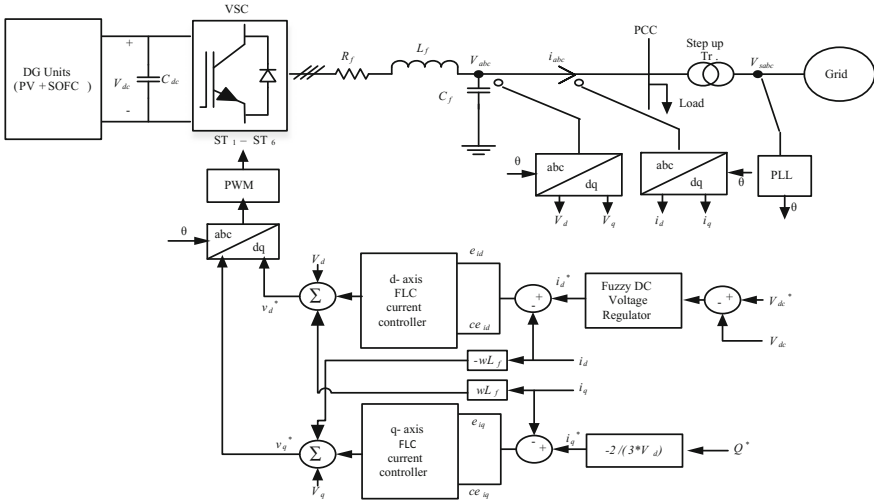 VSC
DG Units
(PV + SOFC )
+
V dc
-
C dc
ST 1 – ST 6
R f
L f
V abc
C f
i abc
PCC
Load
Step up
Tr .
V sabc
Grid
abc
dq
θ
V d
V q
abc
dq
θ
i d
i q
PLL
θ
PWM
θ
abc
dq
V d
Σ
v d *
d- axis
FLC
current
controller
e id
ce id
+
-
i d *
Fuzzy DC
Voltage
Regulator
-
+
V dc *
V dc
-wL f
i d
wL f
i q
v q *
Σ
V q
q- axis
FLC
current
controller
e iq
ce iq
-
+
i q *
-2 /( 3* V d )
Q *